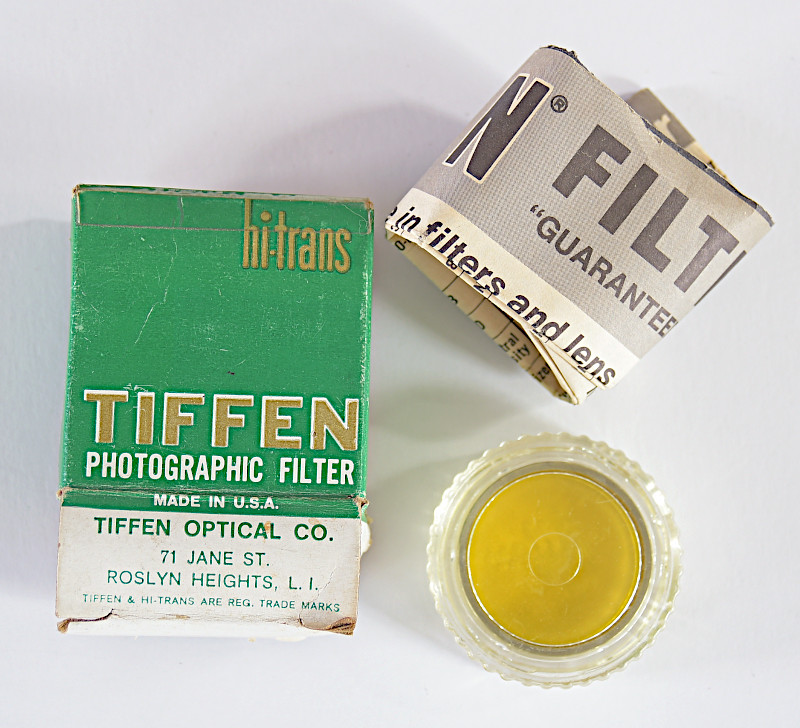 hi-trans
TIFFEN
PHOTOGRAPHIC FILTER
MADE IN U.S.A.
TIFFEN OPTICAL CO.
71 JANE ST.
ROSLYN HEIGHTS, L. I.
TIFFEN & HI-TRANS ARE REG. TRADE MARKS
N® FILT
“GUARANTEE
in filters and lens